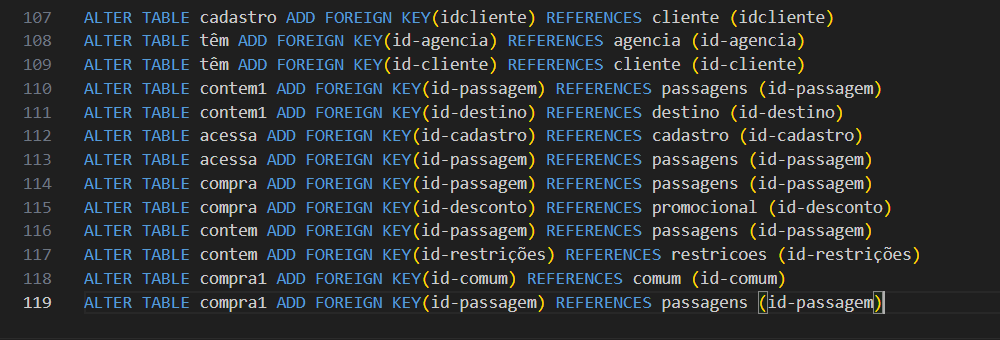 107 ALTER TABLE cadastro ADD FOREIGN KEY(idcliente) REFERENCES cliente (idcliente)
108 ALTER TABLE têm ADD FOREIGN KEY(id-agencia) REFERENCES agencia (id-agencia)
109 ALTER TABLE têm ADD FOREIGN KEY(id-cliente) REFERENCES cliente (id-cliente)
110 ALTER TABLE contem1 ADD FOREIGN KEY(id-passagem) REFERENCES passagens (id-passagem)
111 ALTER TABLE contem1 ADD FOREIGN KEY(id-destino) REFERENCES destino (id-destino)
112 ALTER TABLE acessa ADD FOREIGN KEY(id-cadastro) REFERENCES cadastro (id-cadastro)
113 ALTER TABLE acessa ADD FOREIGN KEY(id-passagem) REFERENCES passagens (id-passagem)
114 ALTER TABLE compra ADD FOREIGN KEY(id-passagem) REFERENCES passagens (id-passagem)
115 ALTER TABLE compra ADD FOREIGN KEY(id-desconto) REFERENCES promocional (id-desconto)
116 ALTER TABLE contem ADD FOREIGN KEY(id-passagem) REFERENCES passagens (id-passagem)
117 ALTER TABLE contem ADD FOREIGN KEY(id-restrições) REFERENCES restricoes (id-restrições)
118 ALTER TABLE compra1 ADD FOREIGN KEY(id-comum) REFERENCES comum (id-comum)
119 ALTER TABLE compra1 ADD FOREIGN KEY(id-passagem) REFERENCES passagens (id-passagem)